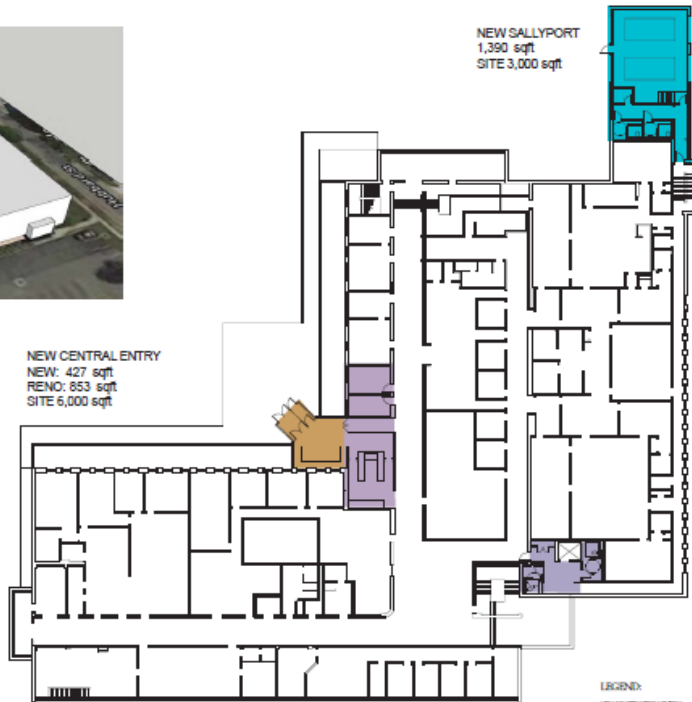 NEW SALLYPORT
1,390 sqft
SITE 3,000 sqft
NEW CENTRAL ENTRY
NEW: 427 sqft
RENO: 853 sqft
SITE 6,000 sqft
LEGEND: